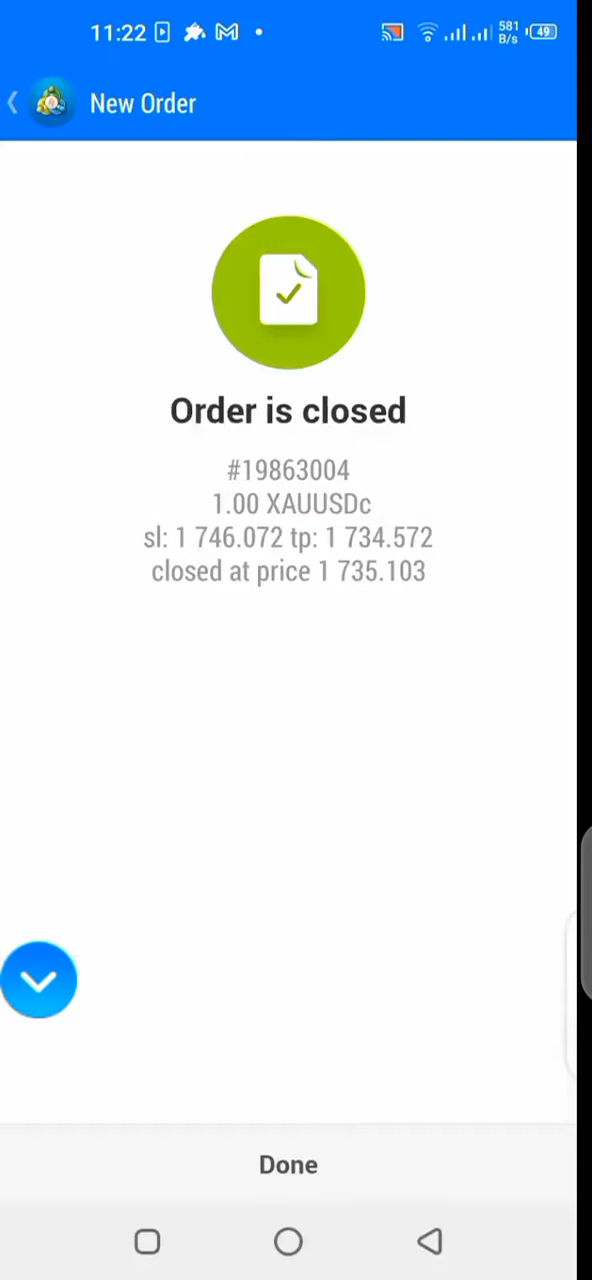 11:22
581
B/s
49
New Order
Order is closed
#19863004
1.00 XAUUSDc
sl: 1 746.072 tp: 1 734.572
closed at price 1 735.103
Done